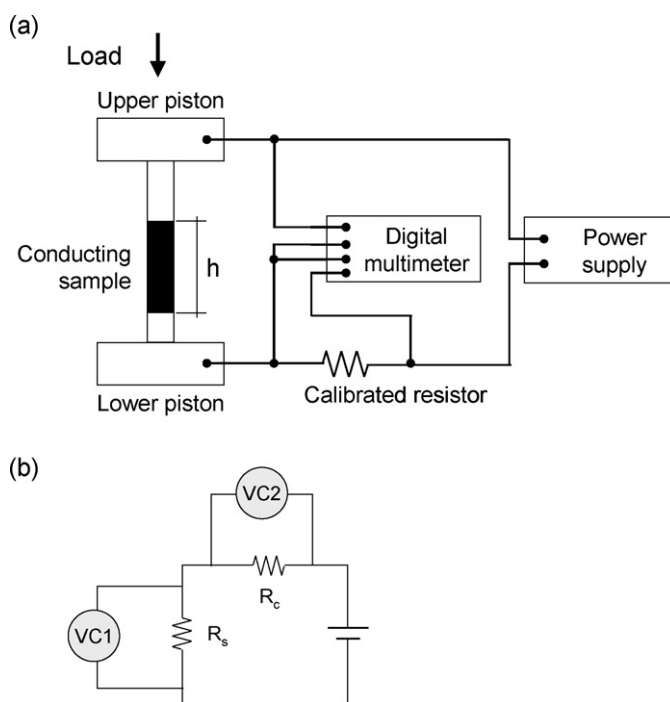 (a)
Load
Upper piston
Conducting
sample
h
Digital
multimeter
Power
supply
Calibrated resistor
Lower piston
(b)
VC2
Rc
VC1
Rs